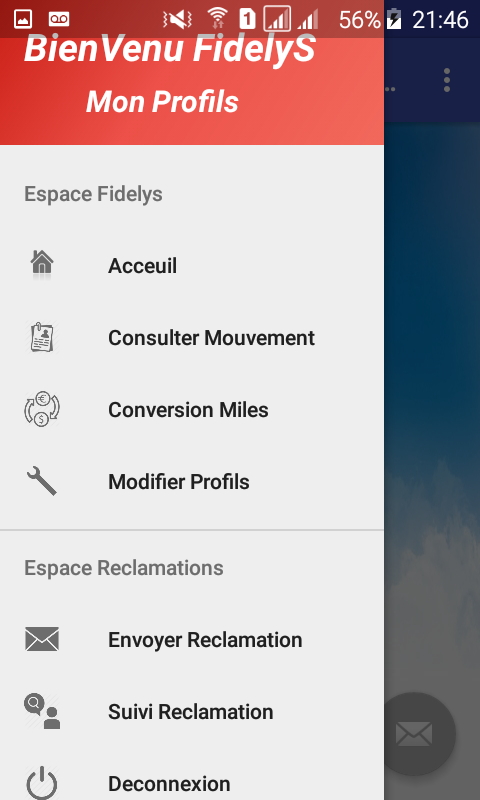 1 56% 21:46
BienVenu FidelyS
..
Mon Profils
Espace Fidelys
Acceuil
Consulter Mouvement
Conversion Miles
Modifier Profils
Espace Reclamations
Envoyer Reclamation
Suivi Reclamation
Deconnexion